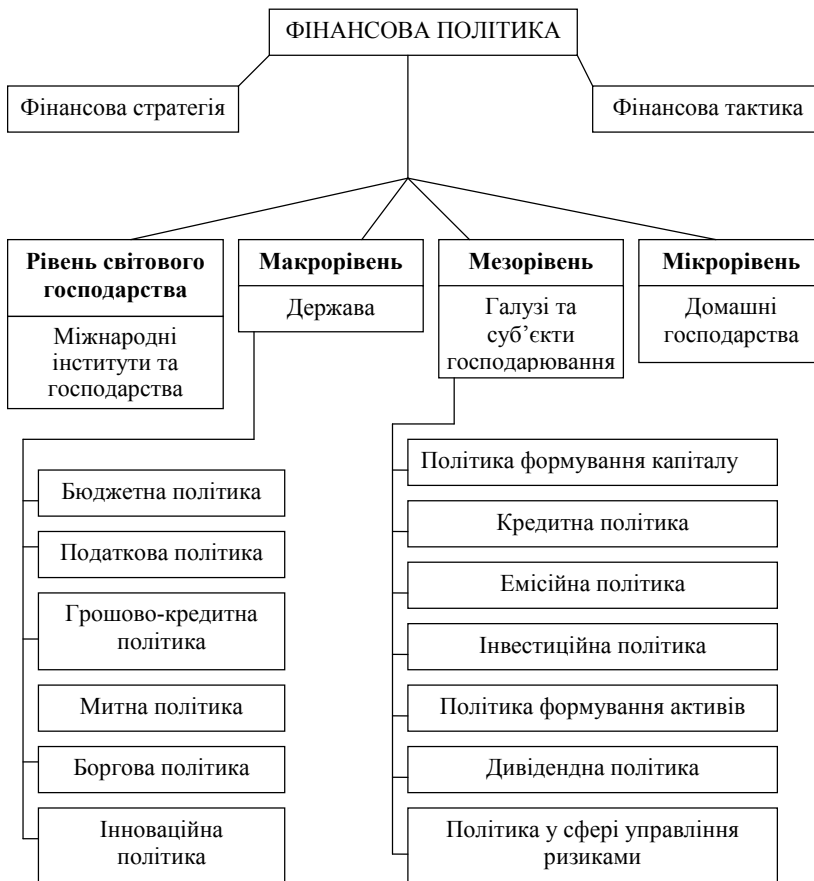 ФІНАНСОВА ПОЛІТИКА
Фінансова стратегія
Фінансова тактика
Рівень світового
господарства
Міжнародні
інститути та
господарства
Макрорівень
Держава
Мезорівень
Галузі та
суб’єкти
господарювання
Мікрорівень
Домашні
господарства
Бюджетна політика
Податкова політика
Грошово-кредитна
політика
Митна політика
Боргова політика
Інноваційна
політика
Політика формування капіталу
Кредитна політика
Емісійна політика
Інвестиційна політика
Політика формування активів
Дивідендна політика
Політика у сфері управління
ризиками